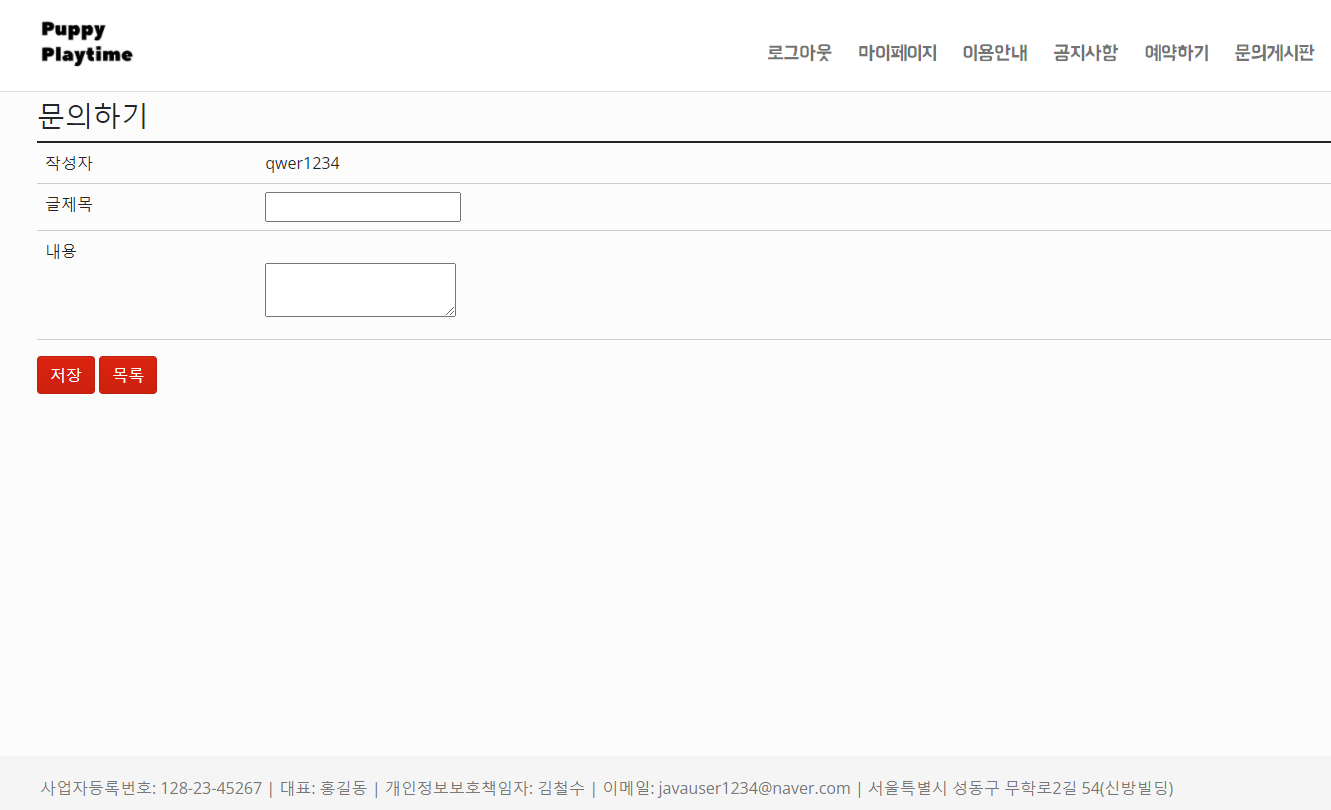 Puppy
Playtime
로그아웃 마이페이지 이용안내 공지사항 예약하기 문의게시판
문의하기
작성자 qwer1234
글제목
내용
저장 목록
사업자등록번호: 128-23-45267 | 대표: 홍길동 | 개인정보보호책임자: 김철수 | 이메일: javauser1234@naver.com | 서울특별시 성동구 무학로2길 54(신방빌딩)